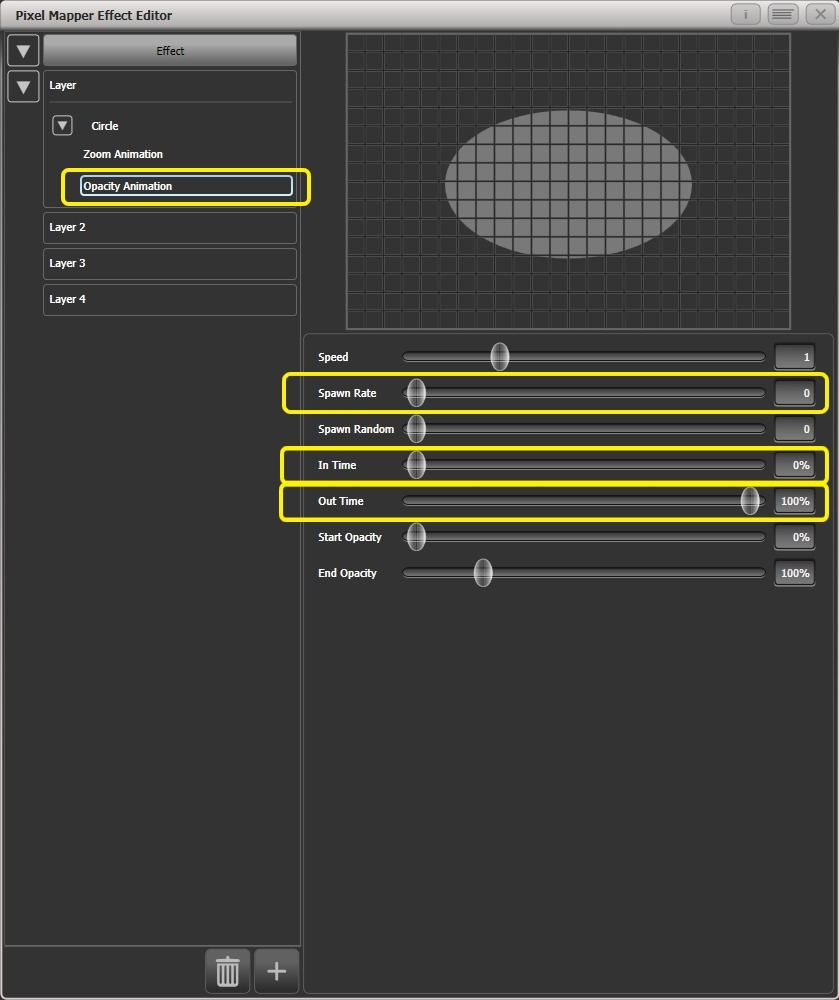 Pixel Mapper Effect Editor
Effect
Layer
Circle
Zoom Animation
Opacity Animation
Layer 2
Layer 3
Layer 4
Speed 1
Spawn Rate 0
Spawn Random 0
In Time 0%
Out Time 100%
Start Opacity 0%
End Opacity 100%